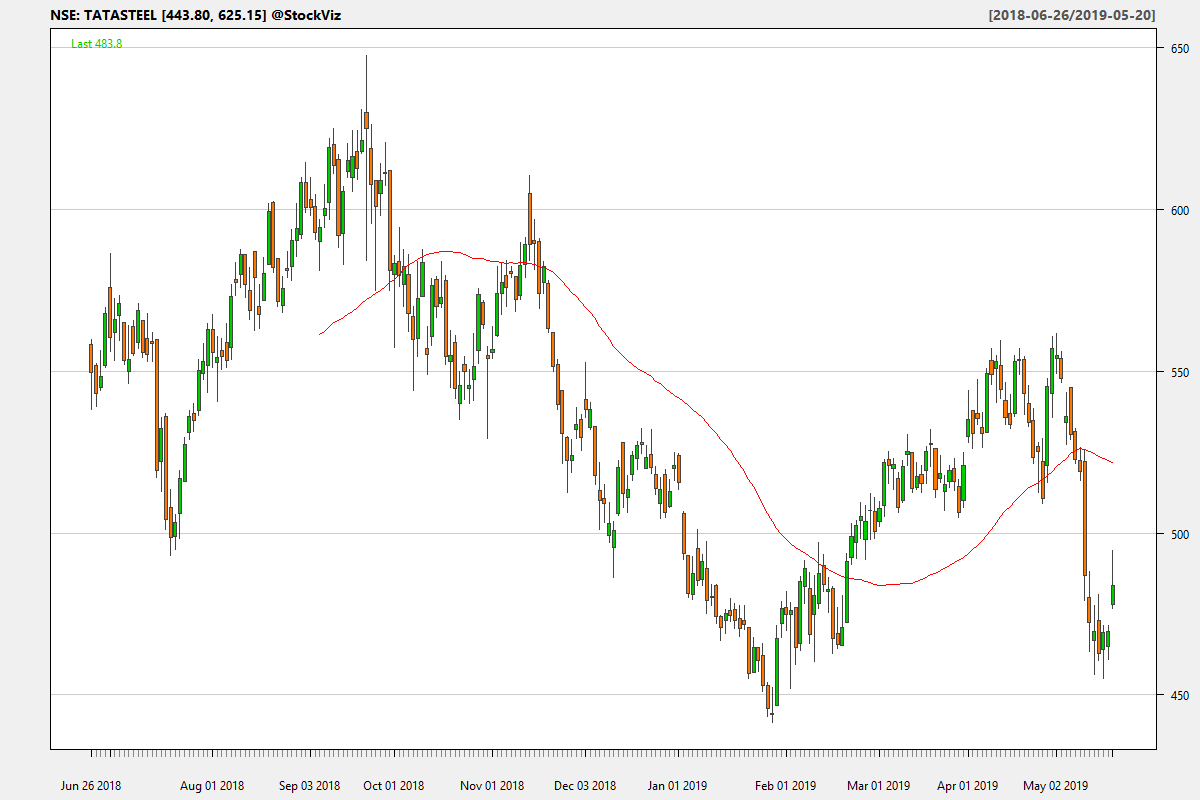 NSE: TATASTEEL [443.80, 625.15] @StockViz [2018-06-26/2019-05-20]
Last 483.8
650
600
550
500
450
Jun 26 2018 Aug 01 2018 Sep 03 2018 Oct 01 2018 Nov 01 2018 Dec 03 2018 Jan 01 2019 Feb 01 2019 Mar 01 2019 Apr 01 2019 May 02 2019